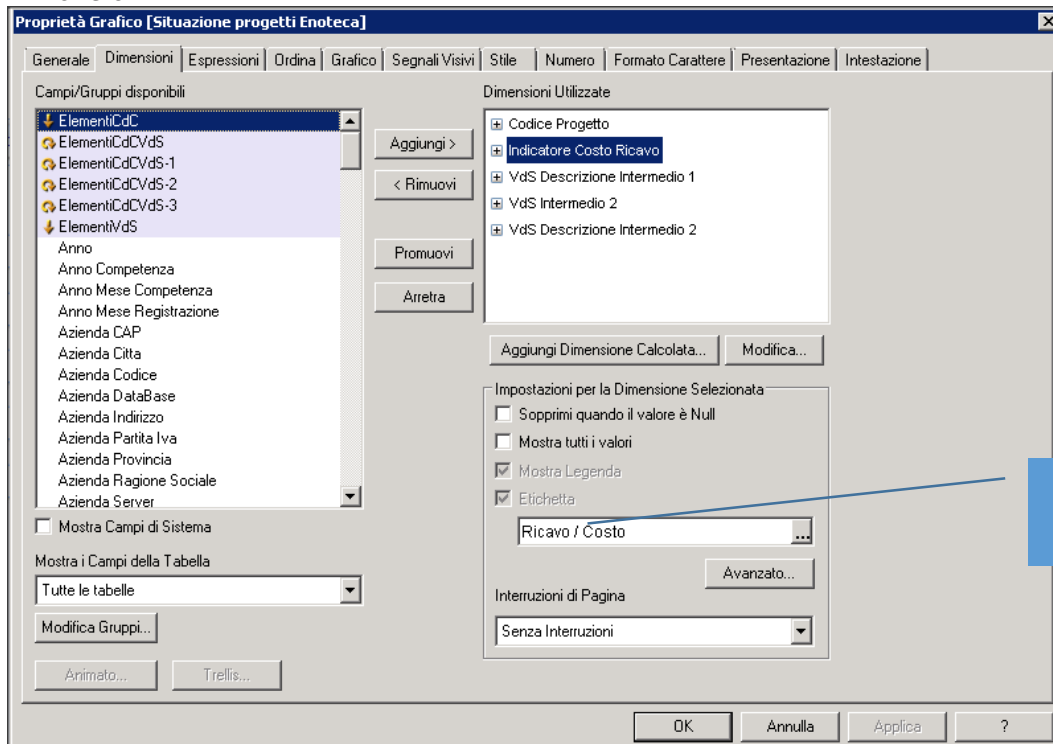 Proprietà Grafico [Situazione progetti Enoteca]
Generale Dimensioni Espressioni Ordina Grafico Segnali Visivi Stile Numero Formato Carattere Presentazione Intestazione
Campi/Gruppi disponibili
ElementiCdC
ElementiCdCVdS
ElementiCdCVdS-1
ElementiCdCVdS-2
ElementiCdCVdS-3
ElementiVdS
Anno
Anno Competenza
Anno Mese Competenza
Anno Mese Registrazione
Azienda CAP
Azienda Citta
Azienda Codice
Azienda DataBase
Azienda Indirizzo
Azienda Partita Iva
Azienda Provincia
Azienda Ragione Sociale
Azienda Server
Mostra Campi di Sistema
Mostra i Campi della Tabella
Tutte le tabelle
Modifica Gruppi...
Animato... Trellis...
Aggiungi >
< Rimuovi
Promuovi
Arretra
Dimensioni Utilizzate
Codice Progetto
Indicatore Costo Ricavo
VdS Descrizione Intermedio 1
VdS Intermedio 2
VdS Descrizione Intermedio 2
Aggiungi Dimensione Calcolata... Modifica...
Impostazioni per la Dimensione Selezionata
Sopprimi quando il valore è Null
Mostra tutti i valori
Mostra Legenda
Etichetta
Ricavo / Costo ...
Avanzato...
Interruzioni di Pagina
Senza Interruzioni
OK Annulla Applica ?